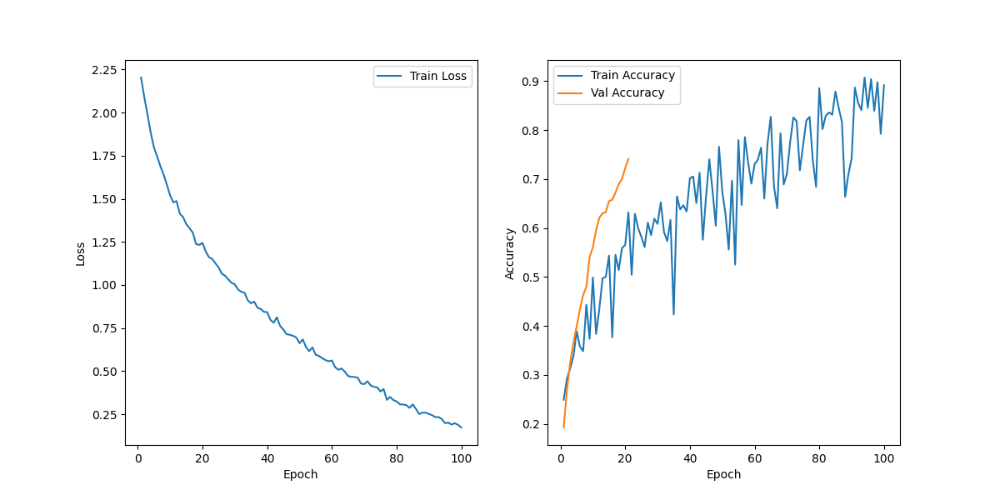 Train Loss
2.25
2.00
1.75
1.50
1.25
1.00
0.75
0.50
0.25
Loss
0 20 40 60 80 100
Epoch
Train Accuracy
Val Accuracy
0.9
0.8
0.7
0.6
0.5
0.4
0.3
0.2
Accuracy
0 20 40 60 80 100
Epoch